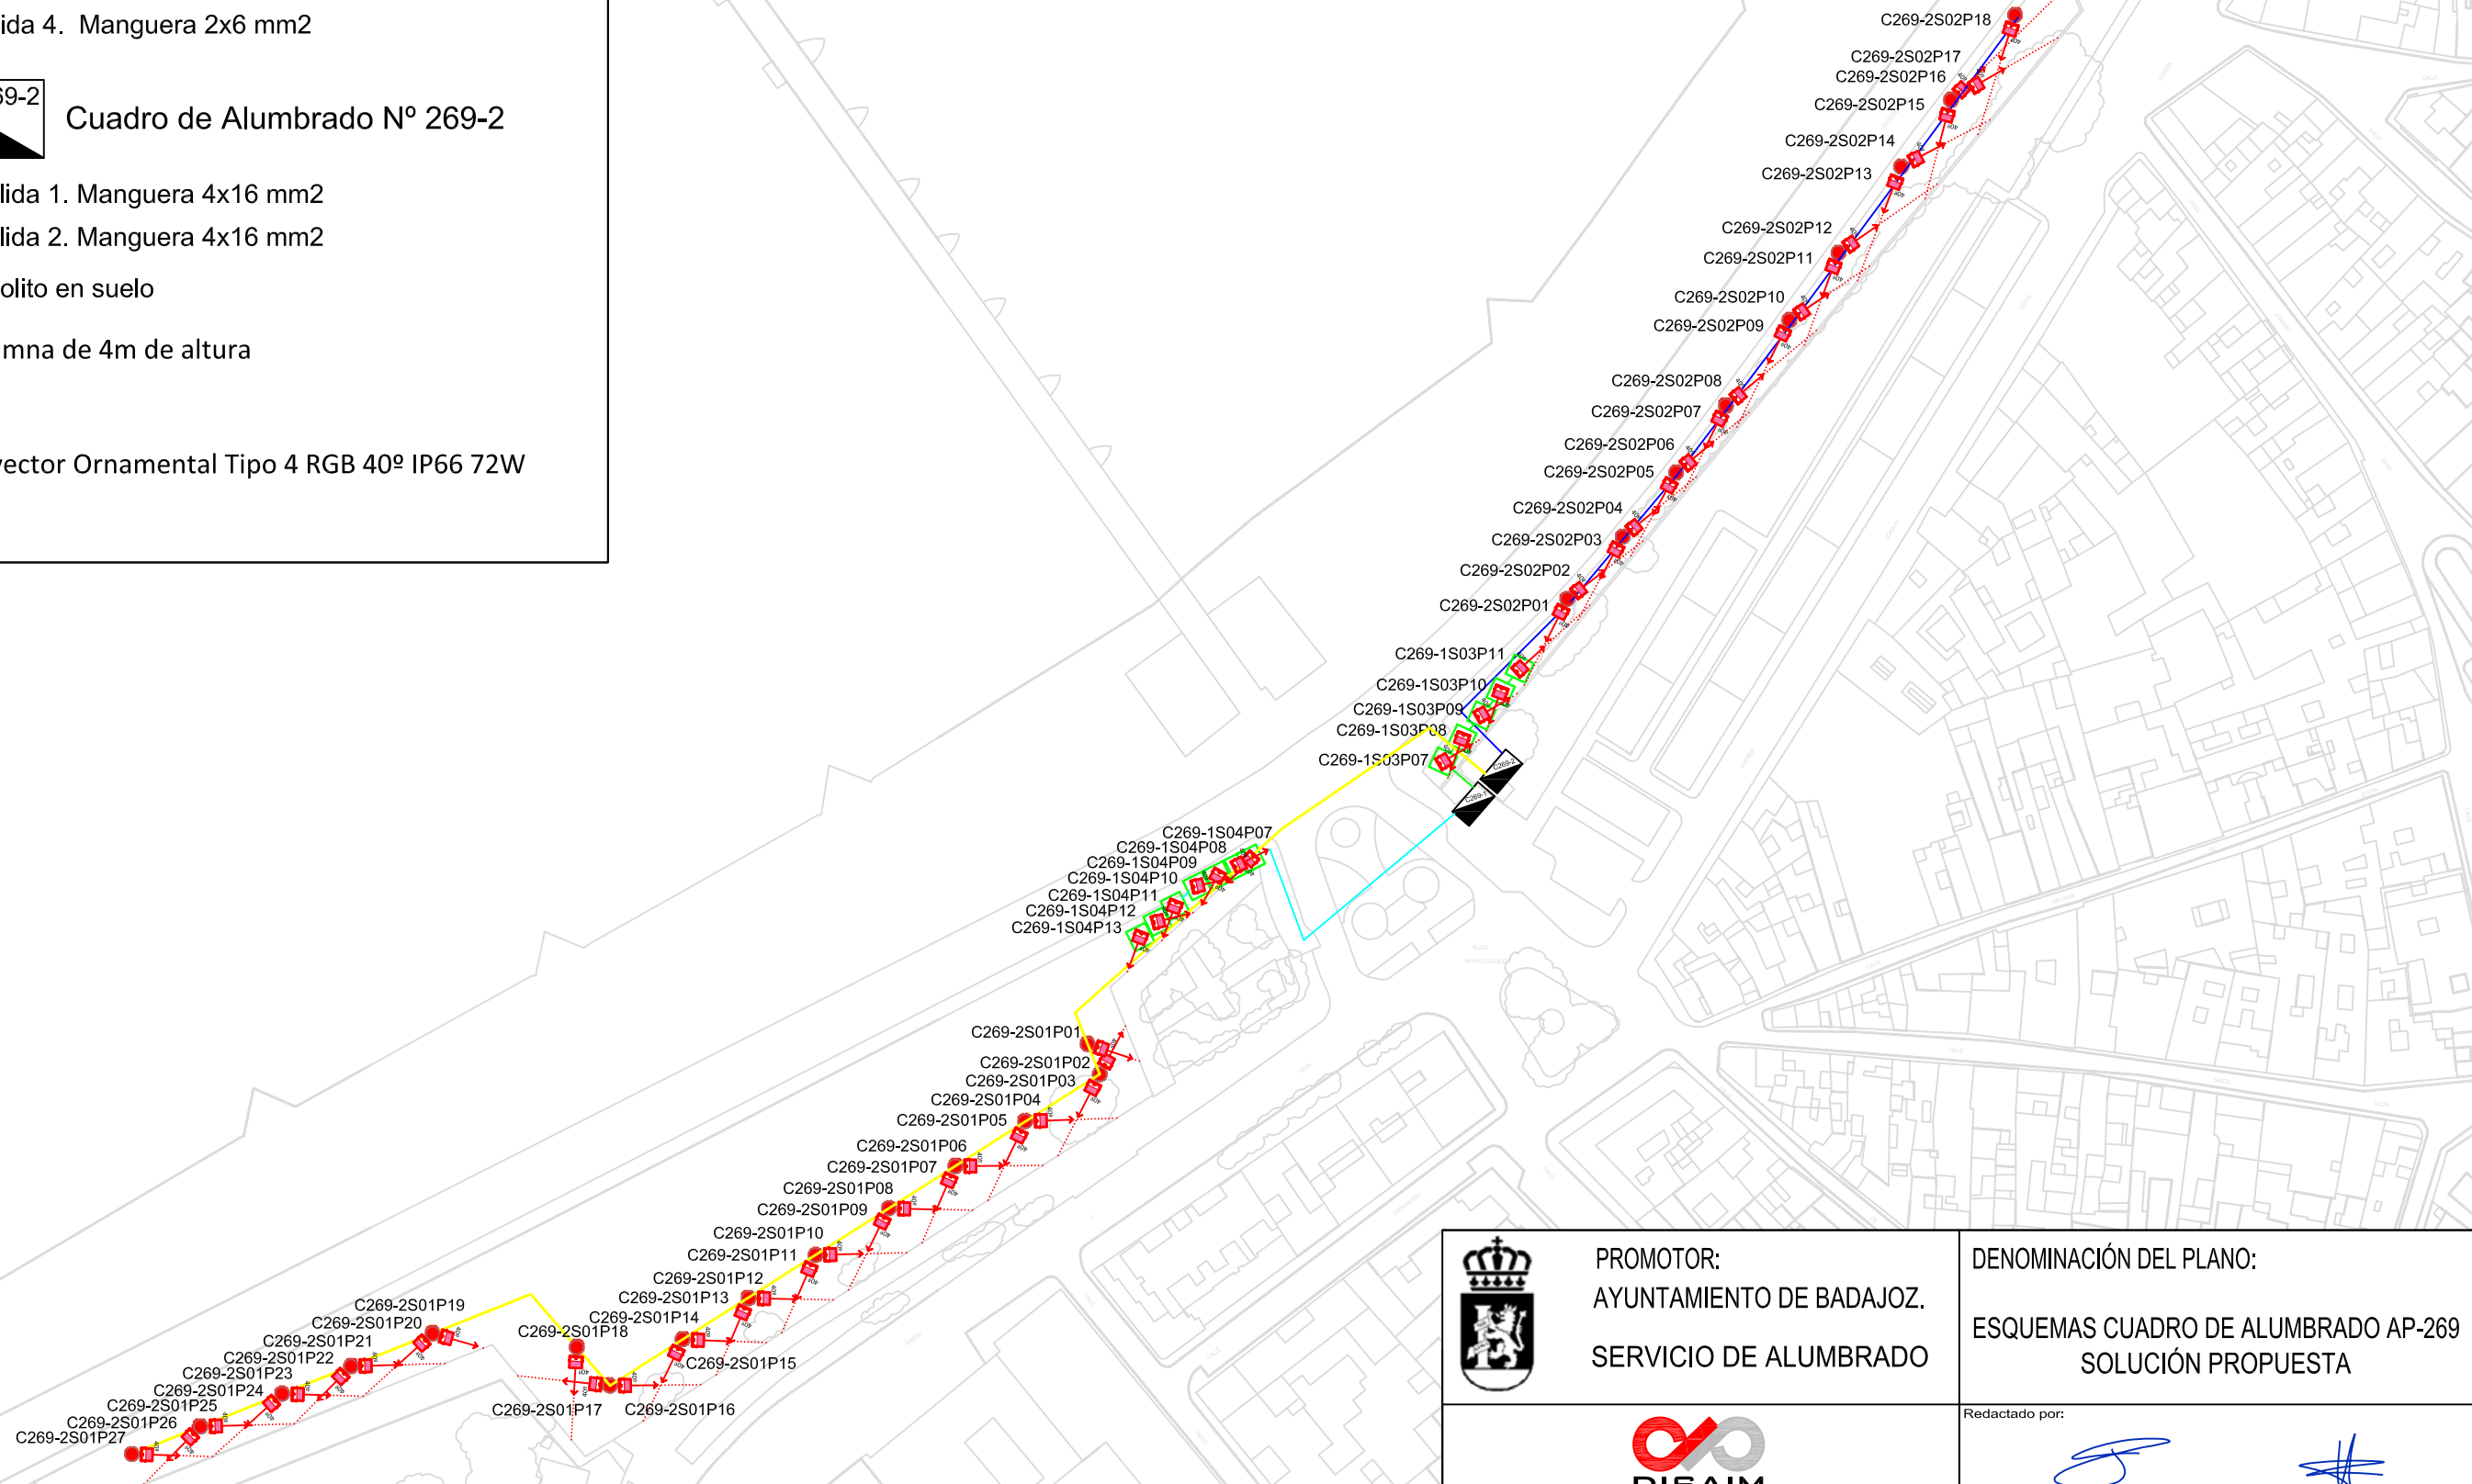 ida 4. Manguera 2x6 mm2
69-2
Cuadro de Alumbrado Nº 269-2
lida 1. Manguera 4x16 mm2
lida 2. Manguera 4x16 mm2
olito en suelo
mna de 4m de altura
ector Ornamental Tipo 4 RGB 40º IP66 72W
C269-2S02P18
C269-2S02P17
C269-2S02P16
C269-2S02P15
C269-2S02P14
C269-2S02P13
C269-2S02P12
C269-2S02P11
C269-2S02P10
C269-2S02P09
C269-2S02P08
C269-2S02P07
C269-2S02P06
C269-2S02P05
C269-2S02P04
C269-2S02P03
C269-2S02P02
C269-2S02P01
C269-1S03P11
C269-1S03P10
C269-1S03P09
C269-1S03P08
C269-1S03P07
C269-2
C269-1
C269-1S04P07
C269-1S04P08
C269-1S04P09
C269-1S04P10
C269-1S04P11
C269-1S04P12
C269-1S04P13
C269-2S01P01
C269-2S01P02
C269-2S01P03
C269-2S01P04
C269-2S01P05
C269-2S01P06
C269-2S01P07
C269-2S01P08
C269-2S01P09
C269-2S01P10
C269-2S01P11
C269-2S01P12
C269-2S01P13
C269-2S01P14
C269-2S01P15
C269-2S01P16
C269-2S01P17
C269-2S01P18
C269-2S01P19
C269-2S01P20
C269-2S01P21
C269-2S01P22
C269-2S01P23
C269-2S01P24
C269-2S01P25
C269-2S01P26
C269-2S01P27
PROMOTOR:
AYUNTAMIENTO DE BADAJOZ.
SERVICIO DE ALUMBRADO
DENOMINACIÓN DEL PLANO:
ESQUEMAS CUADRO DE ALUMBRADO AP-269
SOLUCIÓN PROPUESTA
Redactado por: